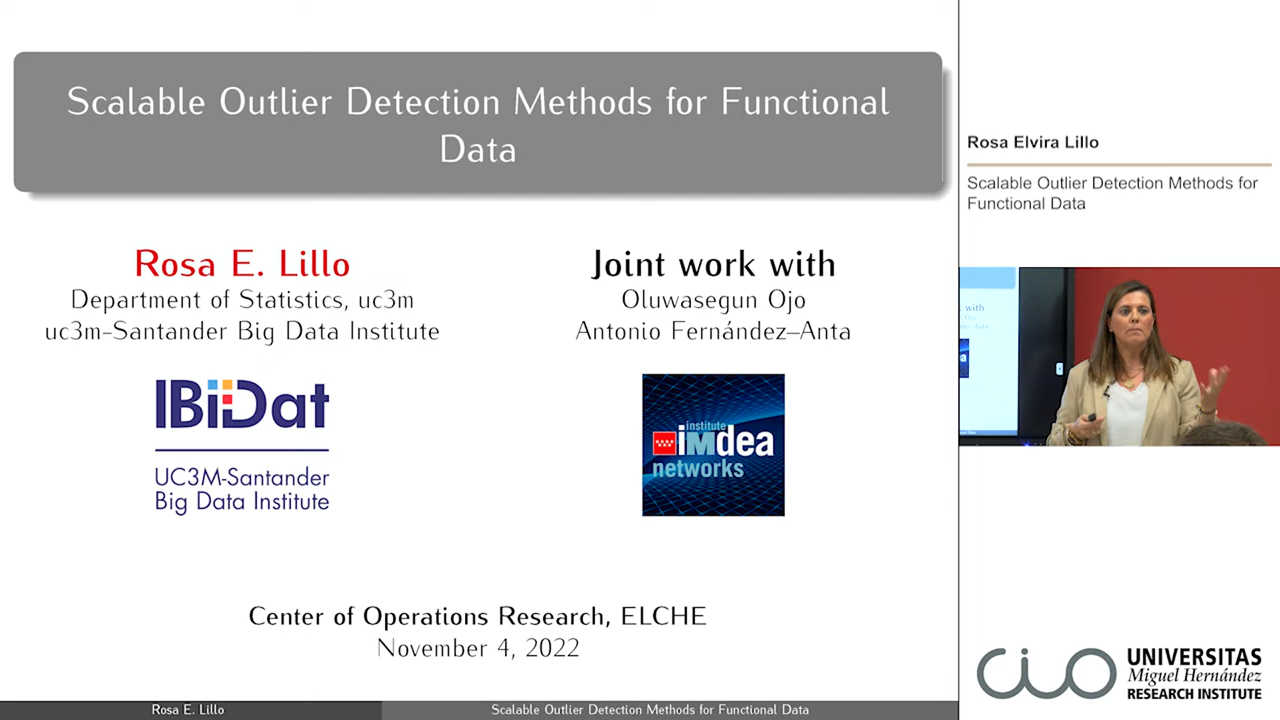 Scalable Outlier Detection Methods for Functional
Data
Rosa E. Lillo
Department of Statistics, uc3m
uc3m-Santander Big Data Institute
IBiDat
UC3M-Santander
Big Data Institute
Joint work with
Oluwasegun Ojo
Antonio Fernández–Anta
institute
imdea
networks
Center of Operations Research, ELCHE
November 4, 2022
Rosa E. Lillo
Scalable Outlier Detection Methods for Functional Data
Rosa Elvira Lillo
Scalable Outlier Detection Methods for
Functional Data
with
cio
UNIVERSITAS
Miguel Hernández
RESEARCH INSTITUTE